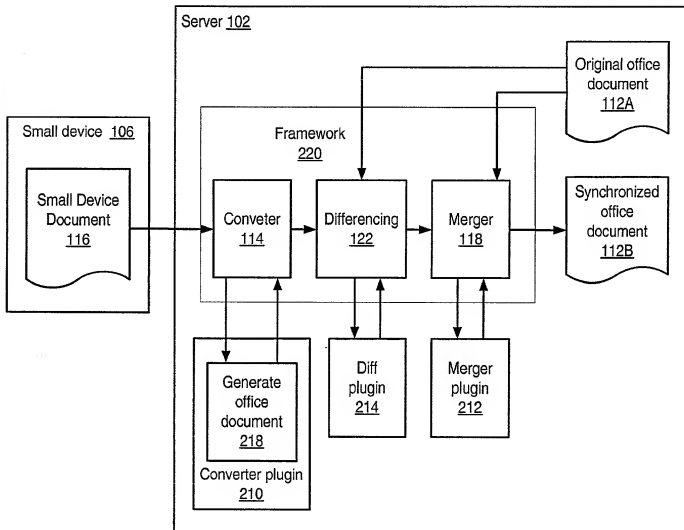 Server 102
Original office
document
112A
Small device 106
Framework
220
Small Device
Document
116
Conveter
114
Differencing
122
Merger
118
Synchronized
office
document
112B
Generate
office
document
218
Converter plugin
210
Diff
plugin
214
Merger
plugin
212